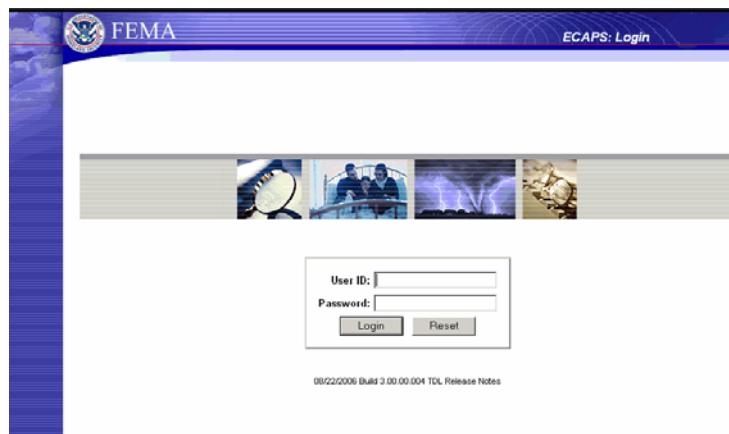 FEMA
ECAPS: Login
User ID:
Password:
Login Reset
08/22/2006 Build 3.00.00.004 TDL Release Notes